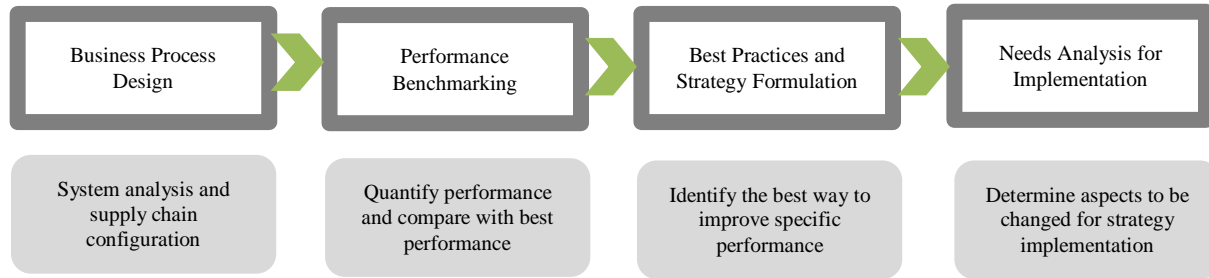 Business Process
Design
Performance
Benchmarking
Best Practices and
Strategy Formulation
Needs Analysis for
Implementation
System analysis and
supply chain
configuration
Quantify performance
and compare with best
performance
Identify the best way to
improve specific
performance
Determine aspects to be
changed for strategy
implementation